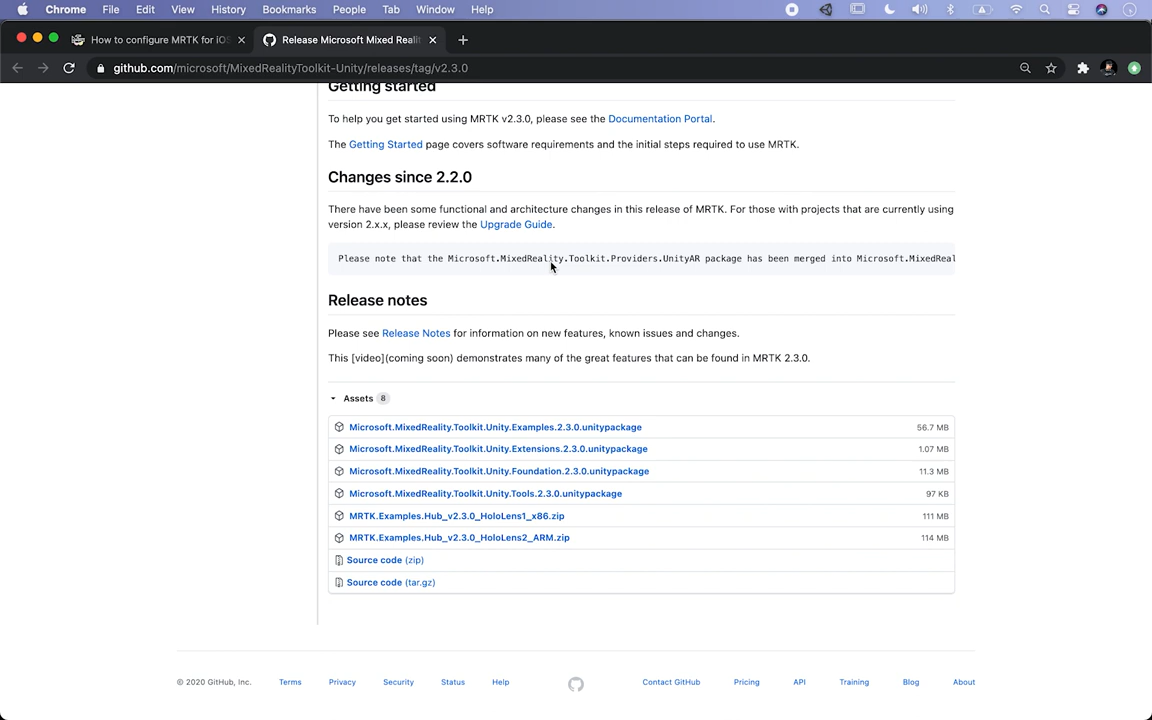 Chrome File Edit View History Bookmarks People Tab Window Help
How to configure MRTK for iOS
Release Microsoft Mixed Reali
github.com/microsoft/MixedRealityToolkit-Unity/releases/tag/v2.3.0
Getting started
To help you get started using MRTK v2.3.0, please see the Documentation Portal.
The Getting Started page covers software requirements and the initial steps required to use MRTK.
Changes since 2.2.0
There have been some functional and architecture changes in this release of MRTK. For those with projects that are currently using
version 2.x.x, please review the Upgrade Guide.
Please note that the Microsoft.MixedReality.Toolkit.Providers.UnityAR package has been merged into Microsoft.MixedReal
Release notes
Please see Release Notes for information on new features, known issues and changes.
This [video](coming soon) demonstrates many of the great features that can be found in MRTK 2.3.0.
Assets 8
Microsoft.MixedReality.Toolkit.Unity.Examples.2.3.0.unitypackage 56.7 MB
Microsoft.MixedReality.Toolkit.Unity.Extensions.2.3.0.unitypackage 1.07 MB
Microsoft.MixedReality.Toolkit.Unity.Foundation.2.3.0.unitypackage 11.3 MB
Microsoft.MixedReality.Toolkit.Unity.Tools.2.3.0.unitypackage 97 KB
MRTK.Examples.Hub_v2.3.0_HoloLens1_x86.zip 111 MB
MRTK.Examples.Hub_v2.3.0_HoloLens2_ARM.zip 114 MB
Source code (zip)
Source code (tar.gz)
© 2020 GitHub, Inc. Terms Privacy Security Status Help Contact GitHub Pricing API Training Blog About